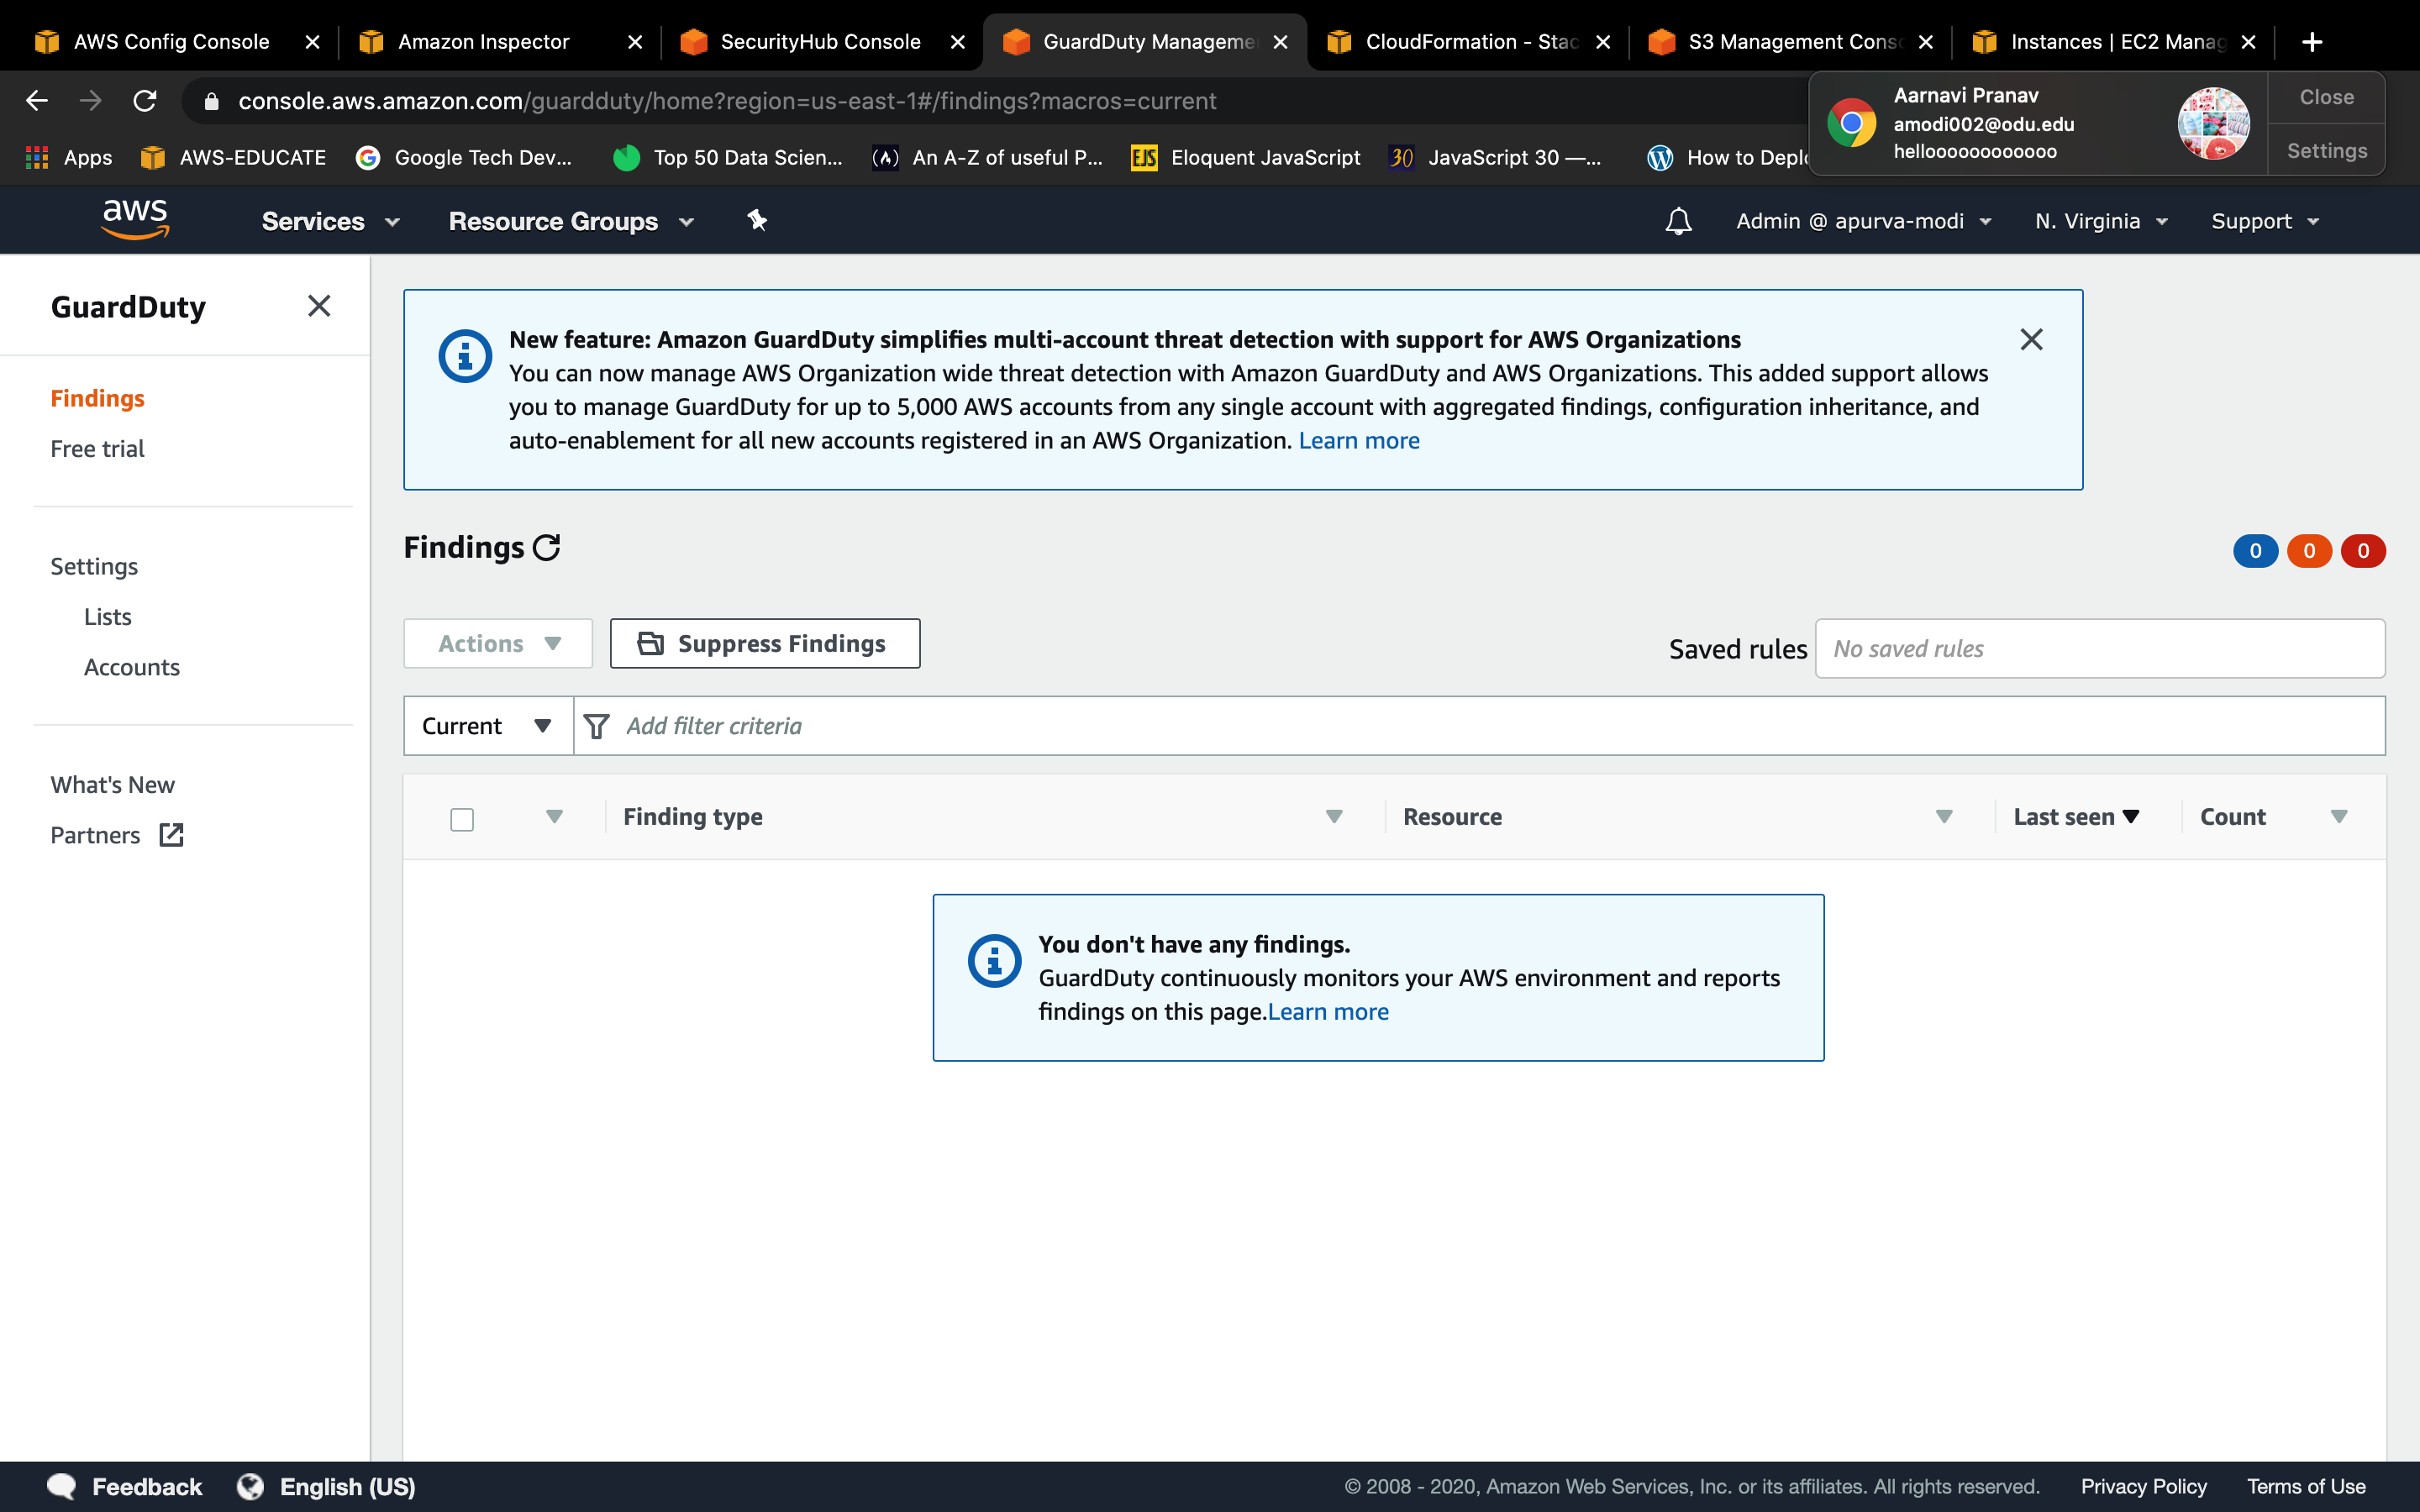 AWS Config Console
Amazon Inspector
SecurityHub Console
GuardDuty Manageme
CloudFormation - Stac
S3 Management Cons
Instances | EC2 Manag
console.aws.amazon.com/guardduty/home?region=us-east-1#/findings?macros=current
Aarnavi Pranav
amodi002@odu.edu
helloooooooooooo
Close
Settings
Apps
AWS-EDUCATE
Google Tech Dev...
Top 50 Data Scien...
An A-Z of useful P...
EJS
Eloquent JavaScript
30
JavaScript 30 —...
How to Deplo
aws
Services
Resource Groups
Admin @ apurva-modi
N. Virginia
Support
GuardDuty
Findings
Free trial
Settings
Lists
Accounts
What's New
Partners
New feature: Amazon GuardDuty simplifies multi-account threat detection with support for AWS Organizations
You can now manage AWS Organization wide threat detection with Amazon GuardDuty and AWS Organizations. This added support allows
you to manage GuardDuty for up to 5,000 AWS accounts from any single account with aggregated findings, configuration inheritance, and
auto-enablement for all new accounts registered in an AWS Organization. Learn more
Findings
0 0 0
Actions
Suppress Findings
Saved rules
No saved rules
Current
Add filter criteria
Finding type
Resource
Last seen
Count
You don't have any findings.
GuardDuty continuously monitors your AWS environment and reports
findings on this page.Learn more
Feedback
English (US)
© 2008 - 2020, Amazon Web Services, Inc. or its affiliates. All rights reserved.
Privacy Policy
Terms of Use